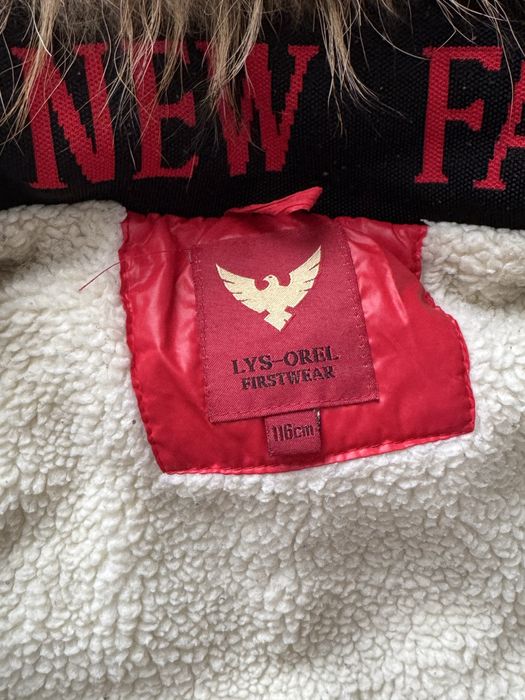 NEW FA
LYS-OREL
FIRSTWEAR
116cm